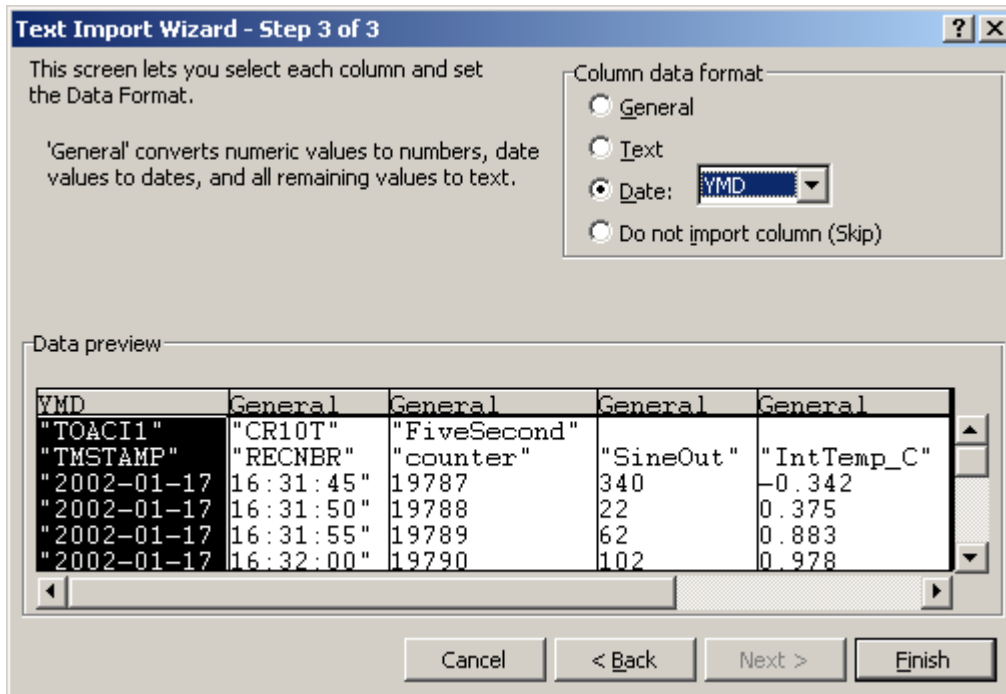 Text Import Wizard - Step 3 of 3
This screen lets you select each column and set
the Data Format.
'General' converts numeric values to numbers, date
values to dates, and all remaining values to text.
Column data format
General
Text
Date: YMD
Do not import column (Skip)
Data preview
YMD General General General General
"TOACI1" "CR10T" "FiveSecond"
"TMSTAMP" "RECNBR" "counter" "SineOut" "IntTemp_C"
"2002-01-17 16:31:45" 19787 340 -0.342
"2002-01-17 16:31:50" 19788 22 0.375
"2002-01-17 16:31:55" 19789 62 0.883
"2002-01-17 16:32:00" 19790 102 0.978
Cancel < Back Next > Finish